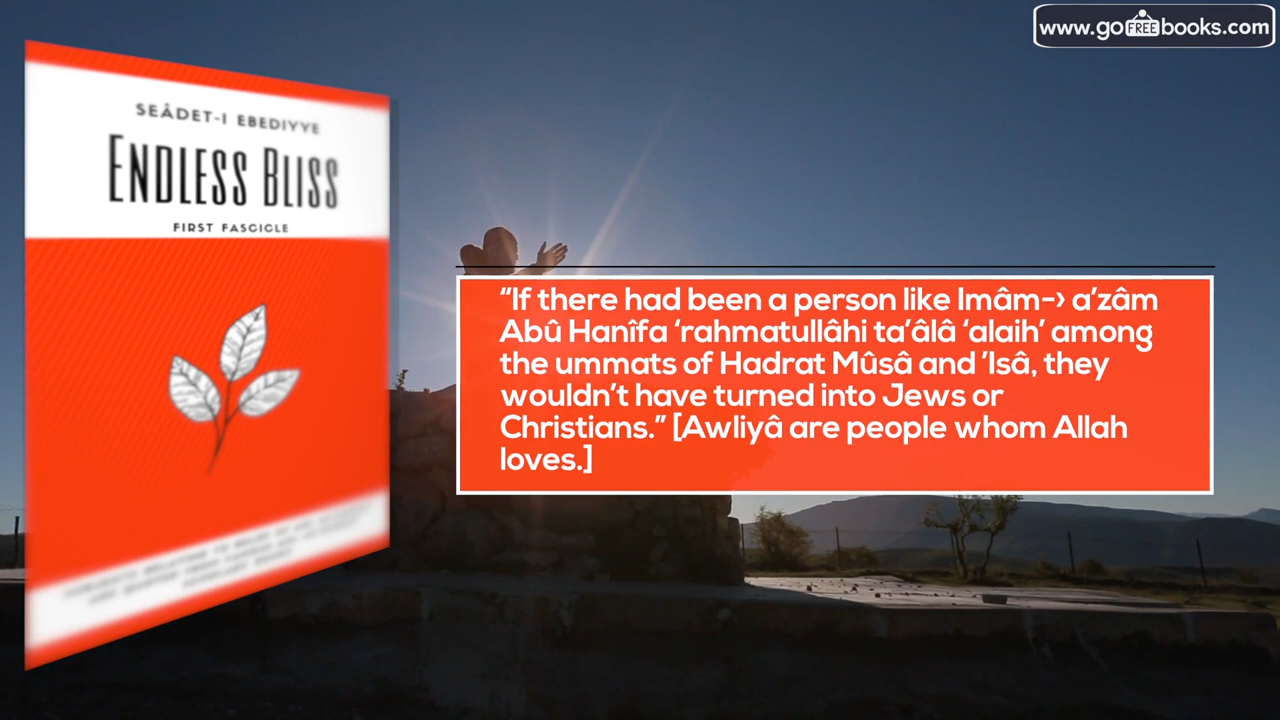 www.goFREEbooks.com
SEÂDET-I EBEDIYYE
ENDLESS BLISS
FIRST FASCICLE
“If there had been a person like Imâm-› a’zâm
Abû Hanîfa ‘rahmatullâhi ta’âlâ ‘alaih’ among
the ummats of Hadrat Mûsâ and ’Isâ, they
wouldn’t have turned into Jews or
Christians.” [Awliyâ are people whom Allah
loves.]